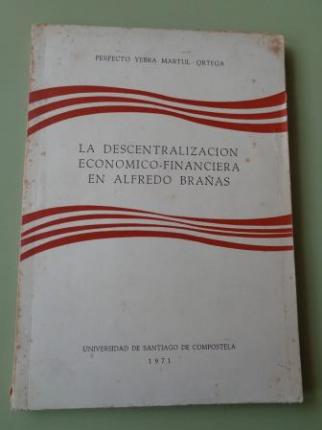 PERFECTO YEBRA MARTUL-ORTEGA
LA DESCENTRALIZACION
ECONOMICO-FINANCIERA
EN ALFREDO BRAÑAS
UNIVERSIDAD DE SANTIAGO DE COMPOSTELA
1971